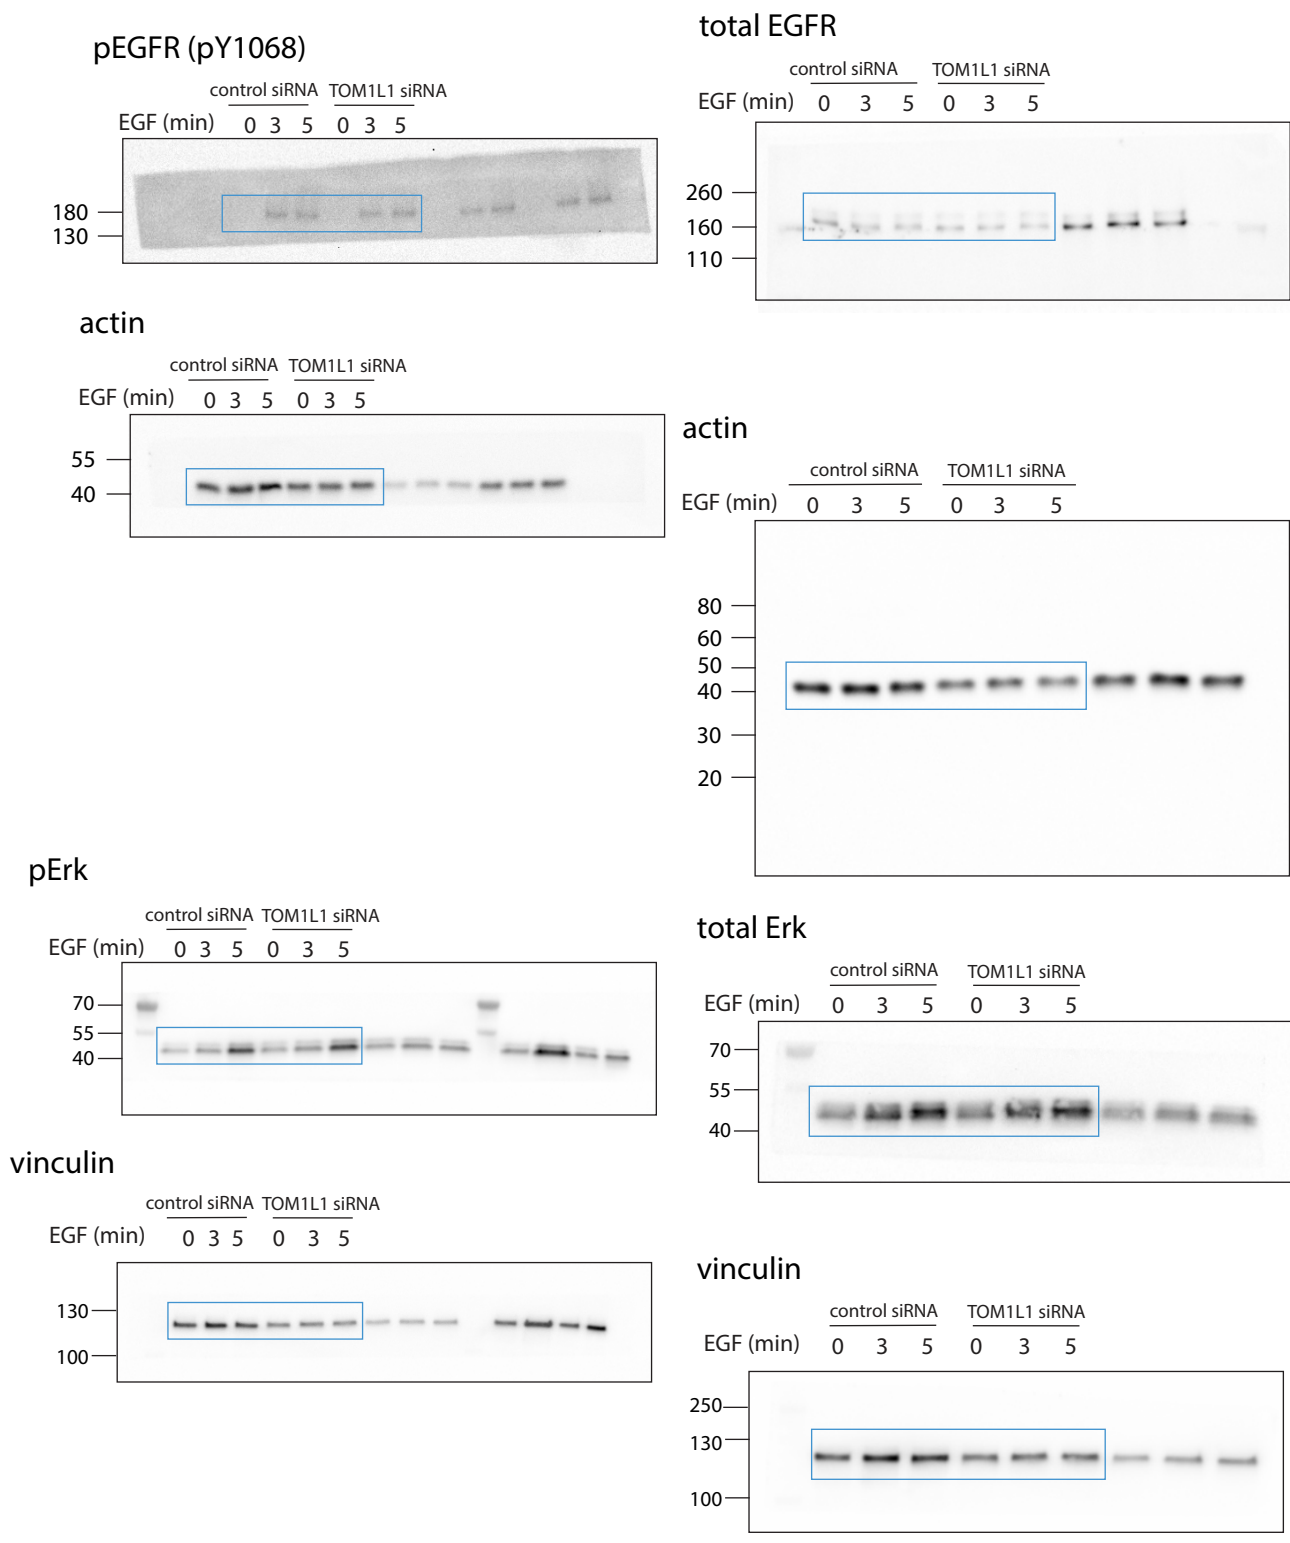 pEGFR (pY1068)
control siRNA TOM1L1 siRNA
EGF (min) 0 3 5 0 3 5
180
130
total EGFR
control siRNA TOM1L1 siRNA
EGF (min) 0 3 5 0 3 5
260
160
110
actin
control siRNA TOM1L1 siRNA
EGF (min) 0 3 5 0 3 5
55
40
actin
control siRNA TOM1L1 siRNA
EGF (min) 0 3 5 0 3 5
80
60
50
40
30
20
pErk
control siRNA TOM1L1 siRNA
EGF (min) 0 3 5 0 3 5
70
55
40
total Erk
control siRNA TOM1L1 siRNA
EGF (min) 0 3 5 0 3 5
70
55
40
vinculin
control siRNA TOM1L1 siRNA
EGF (min) 0 3 5 0 3 5
130
100
vinculin
control siRNA TOM1L1 siRNA
EGF (min) 0 3 5 0 3 5
250
130
100